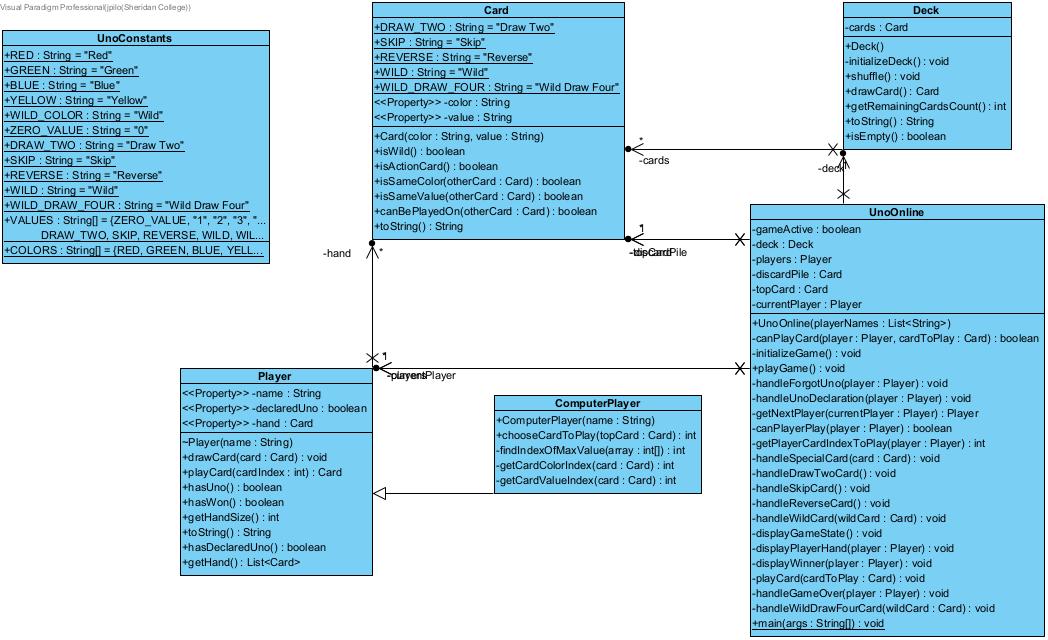 Visual Paradigm Professional(jpilo(Sheridan College))
UnoConstants
+RED : String = "Red"
+GREEN : String = "Green"
+BLUE : String = "Blue"
+YELLOW : String = "Yellow"
+WILD_COLOR : String = "Wild"
+ZERO_VALUE : String = "0"
+DRAW_TWO : String = "Draw Two"
+SKIP : String = "Skip"
+REVERSE : String = "Reverse"
+WILD : String = "Wild"
+WILD_DRAW_FOUR : String = "Wild Draw Four"
+VALUES : String[] = {ZERO_VALUE, "1", "2", "3", "...
DRAW_TWO, SKIP, REVERSE, WILD, WIL...
+COLORS : String[] = {RED, GREEN, BLUE, YELL...
Card
+DRAW_TWO : String = "Draw Two"
+SKIP : String = "Skip"
+REVERSE : String = "Reverse"
+WILD : String = "Wild"
+WILD_DRAW_FOUR : String = "Wild Draw Four"
<<Property>> -color : String
<<Property>> -value : String
+Card(color : String, value : String)
+isWild() : boolean
+isActionCard() : boolean
+isSameColor(otherCard : Card) : boolean
+isSameValue(otherCard : Card) : boolean
+canBePlayedOn(otherCard : Card) : boolean
+toString() : String
Deck
-cards : Card
+Deck()
-initializeDeck() : void
+shuffle() : void
+drawCard() : Card
+getRemainingCardsCount() : int
+toString() : String
+isEmpty() : boolean
*
-cards
-deck
-hand
*
UnoOnline
-gameActive : boolean
-deck : Deck
-players : Player
-discardPile : Card
-topCard : Card
-currentPlayer : Player
+UnoOnline(playerNames : List<String>)
-canPlayCard(player : Player, cardToPlay : Card) : boolean
-initializeGame() : void
+playGame() : void
-handleForgotUno(player : Player) : void
-handleUnoDeclaration(player : Player) : void
-getNextPlayer(currentPlayer : Player) : Player
-canPlayerPlay(player : Player) : boolean
-getPlayerCardIndexToPlay(player : Player) : int
-handleSpecialCard(card : Card) : void
-handleDrawTwoCard() : void
-handleSkipCard() : void
-handleReverseCard() : void
-handleWildCard(wildCard : Card) : void
-displayGameState() : void
-displayPlayerHand(player : Player) : void
-displayWinner(player : Player) : void
-playCard(cardToPlay : Card) : void
-handleGameOver(player : Player) : void
-handleWildDrawFourCard(wildCard : Card) : void
+main(args : String[]) : void
Player
<<Property>> -name : String
<<Property>> -declaredUno : boolean
<<Property>> -hand : Card
~Player(name : String)
+drawCard(card : Card) : void
+playCard(cardIndex : int) : Card
+hasUno() : boolean
+hasWon() : boolean
+getHandSize() : int
+toString() : String
+hasDeclaredUno() : boolean
+getHand() : List<Card>
ComputerPlayer
+ComputerPlayer(name : String)
+chooseCardToPlay(topCard : Card) : int
-findIndexOfMaxValue(array : int[]) : int
-getCardColorIndex(card : Card) : int
-getCardValueIndex(card : Card) : int